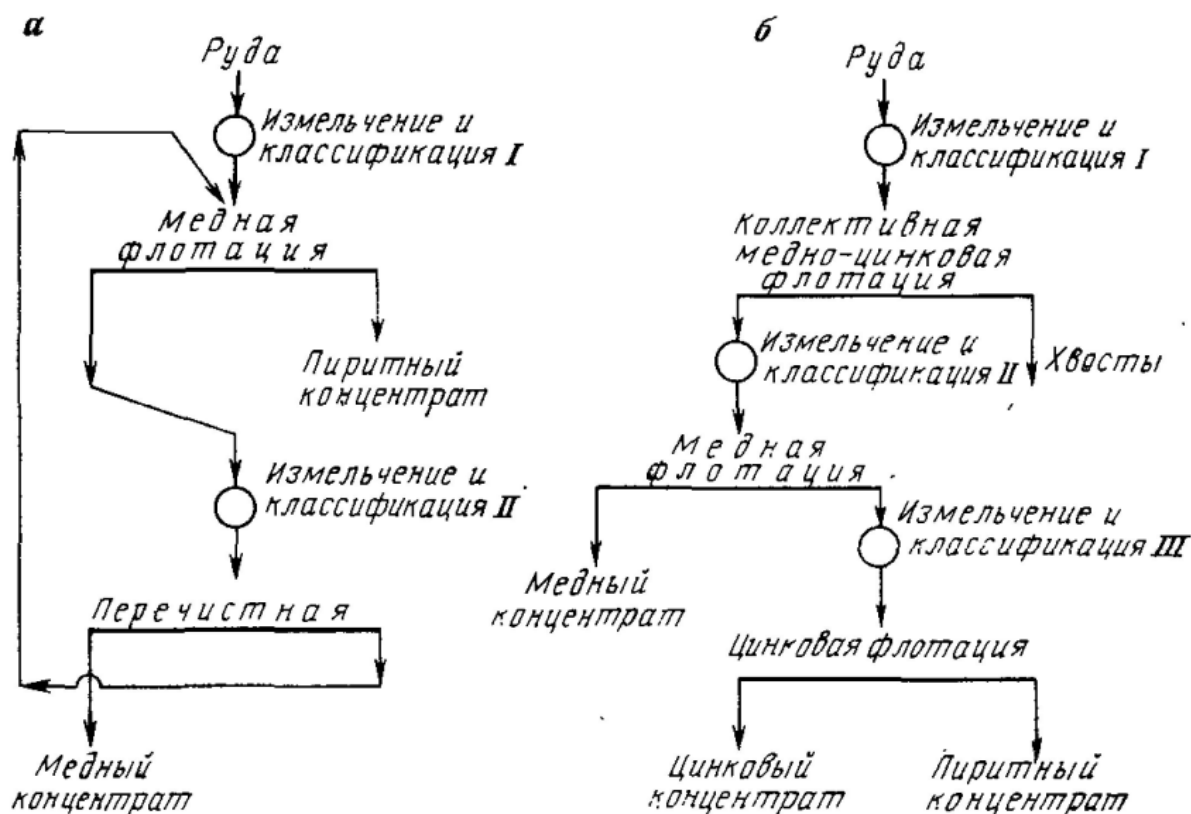 а
Руда
Измельчение и
классификация I
Медная
флотация
Пиритный
концентрат
Измельчение и
классификация II
Перечистная
Медный
концентрат
б
Руда
Измельчение и
классификация I
Коллективная
медно-цинковая
флотация
Измельчение и
классификация II
Хвосты
Медная
флотация
Измельчение и
классификация III
Медный
концентрат
Цинковая флотация
Цинковый
концентрат
Пиритный
концентрат